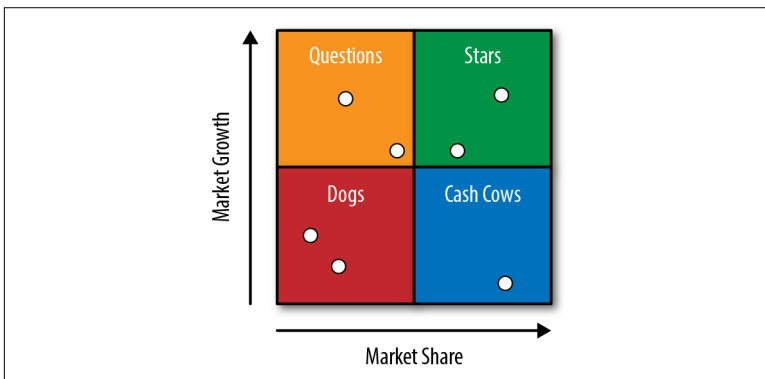 Questions
Stars
Market Growth
Dogs
Cash Cows
Market Share